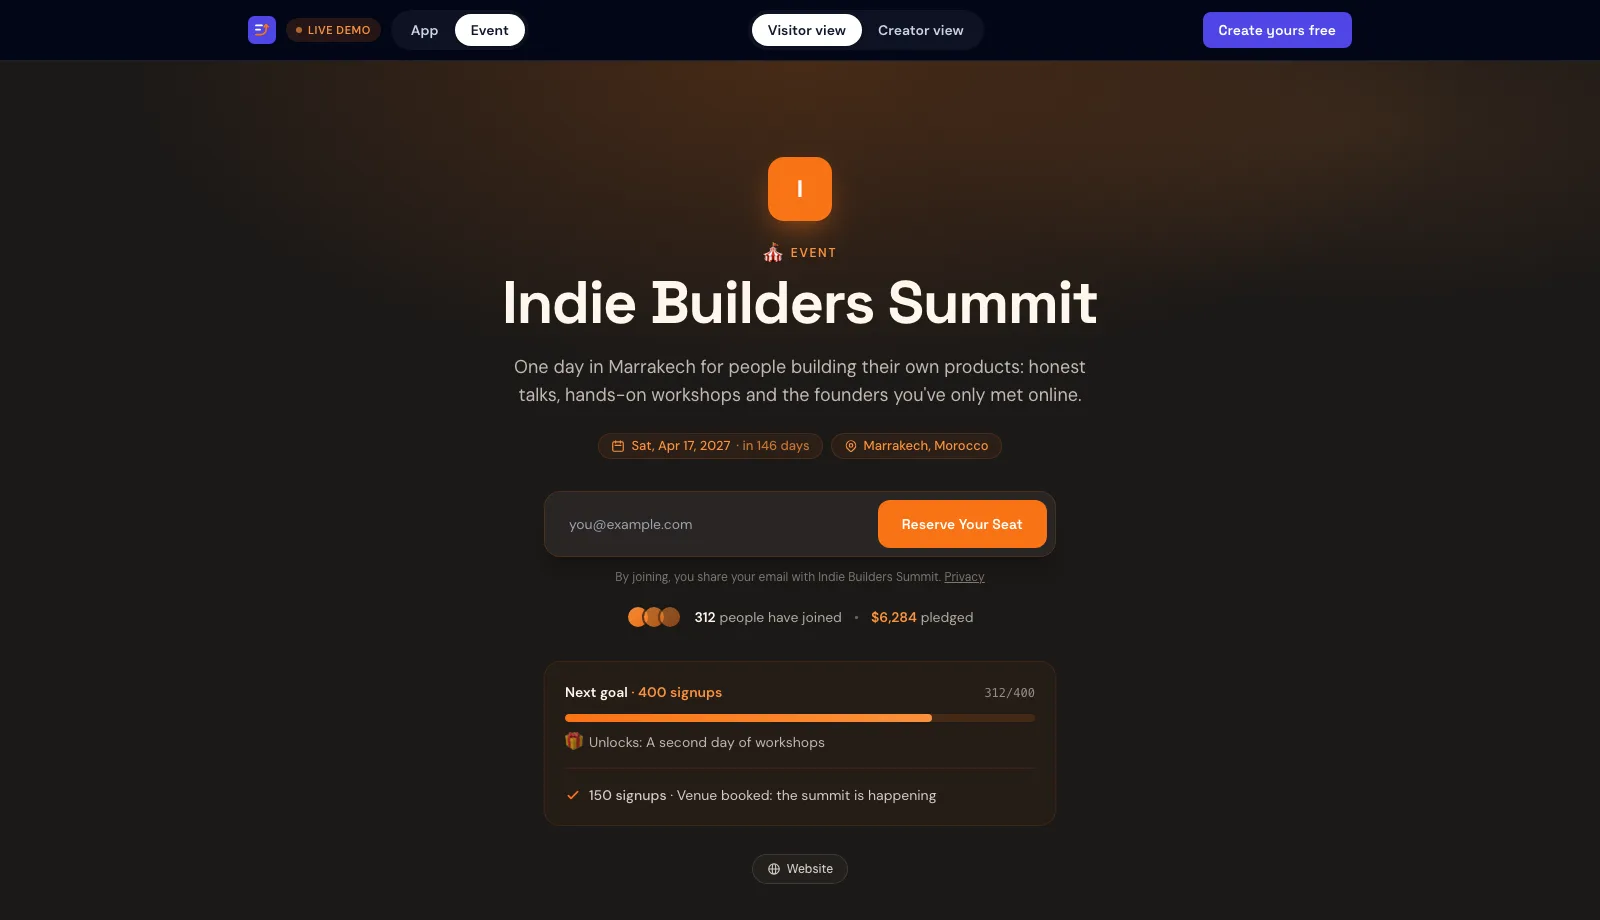 LIVE DEMO
App
Event
Visitor view
Creator view
Create yours free
I
EVENT
Indie Builders Summit
One day in Marrakech for people building their own products: honest
talks, hands-on workshops and the founders you've only met online.
Sat, Apr 17, 2027 · in 146 days
Marrakech, Morocco
you@example.com
Reserve Your Seat
By joining, you share your email with Indie Builders Summit. Privacy
312 people have joined • $6,284 pledged
Next goal · 400 signups
312/400
Unlocks: A second day of workshops
150 signups · Venue booked: the summit is happening
Website